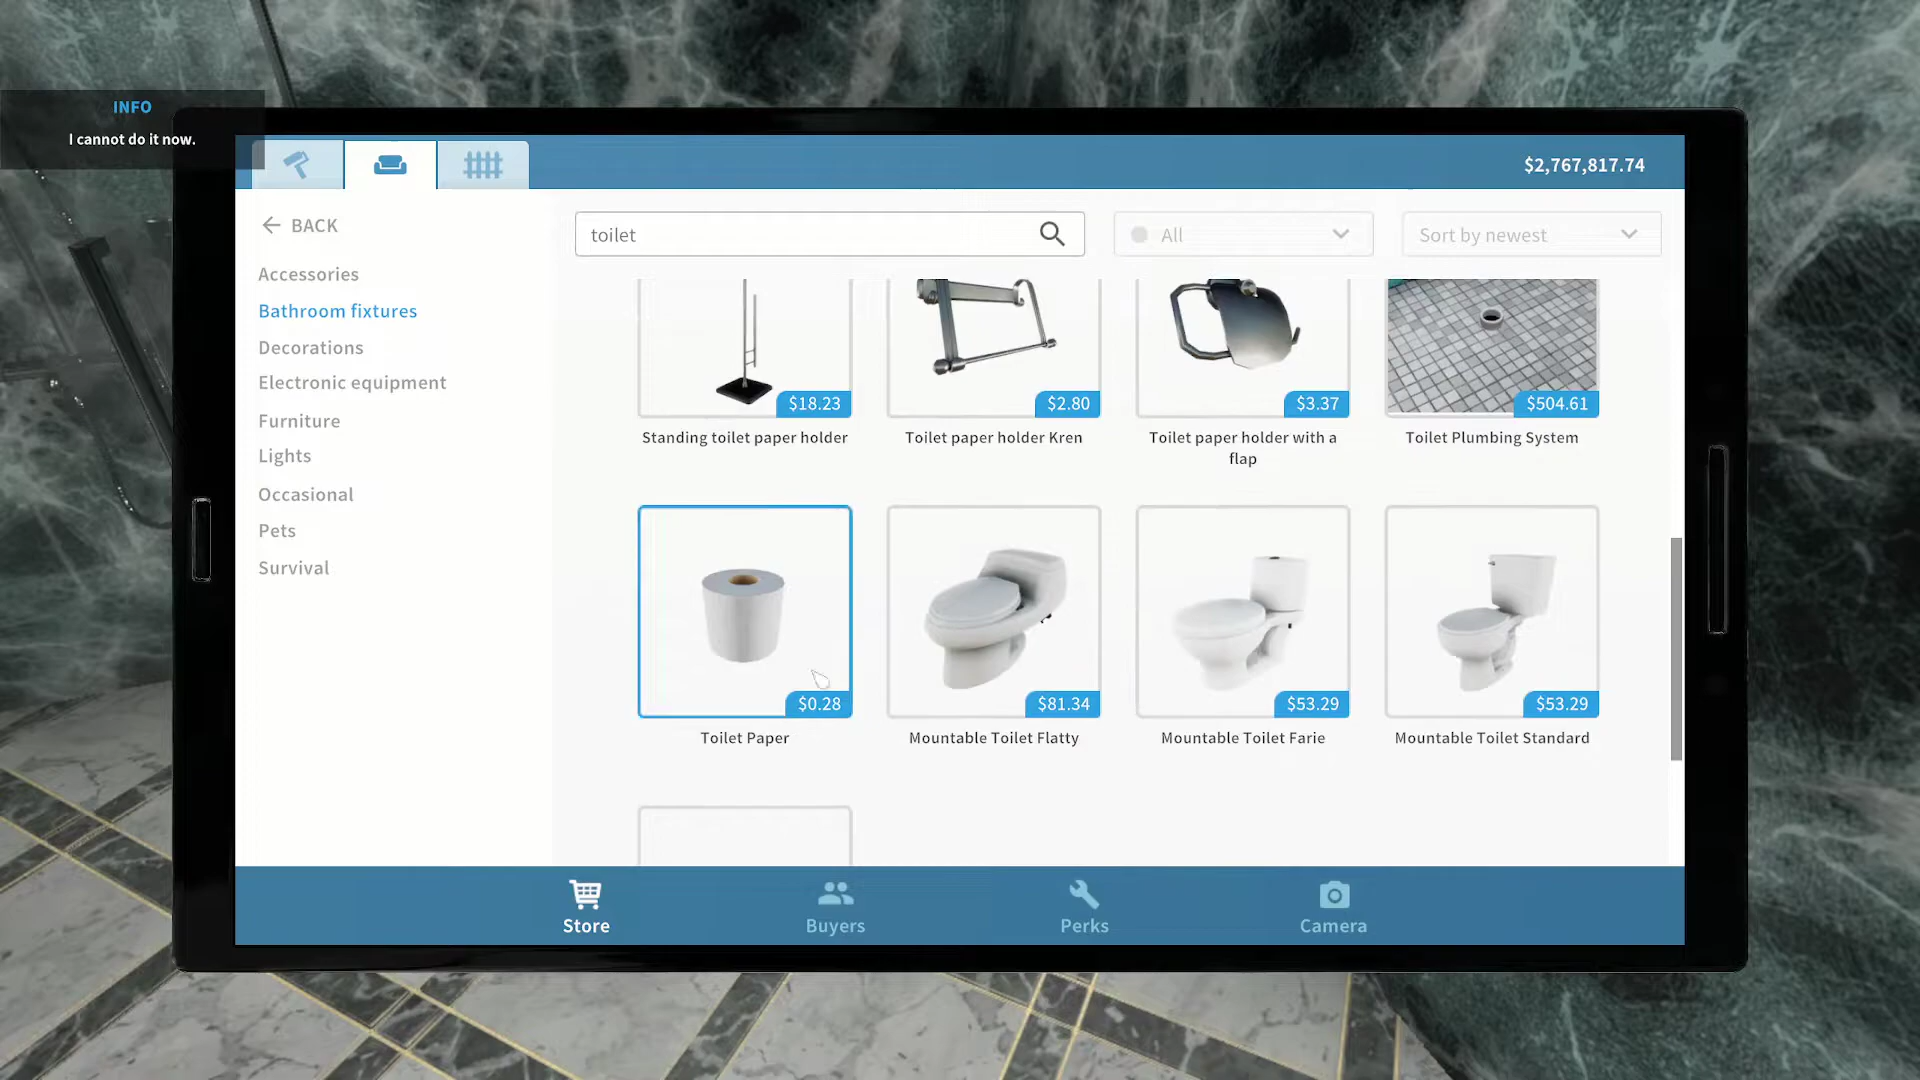 INFO
I cannot do it now.
$2,767,817.74
BACK
toilet
All
Sort by newest
Accessories
Bathroom fixtures
Decorations
Electronic equipment
Furniture
Lights
Occasional
Pets
Survival
$18.23
$2.80
$3.37
$504.61
Standing toilet paper holder
Toilet paper holder Kren
Toilet paper holder with a
flap
Toilet Plumbing System
$0.28
$81.34
$53.29
$53.29
Toilet Paper
Mountable Toilet Flatty
Mountable Toilet Farie
Mountable Toilet Standard
Store
Buyers
Perks
Camera